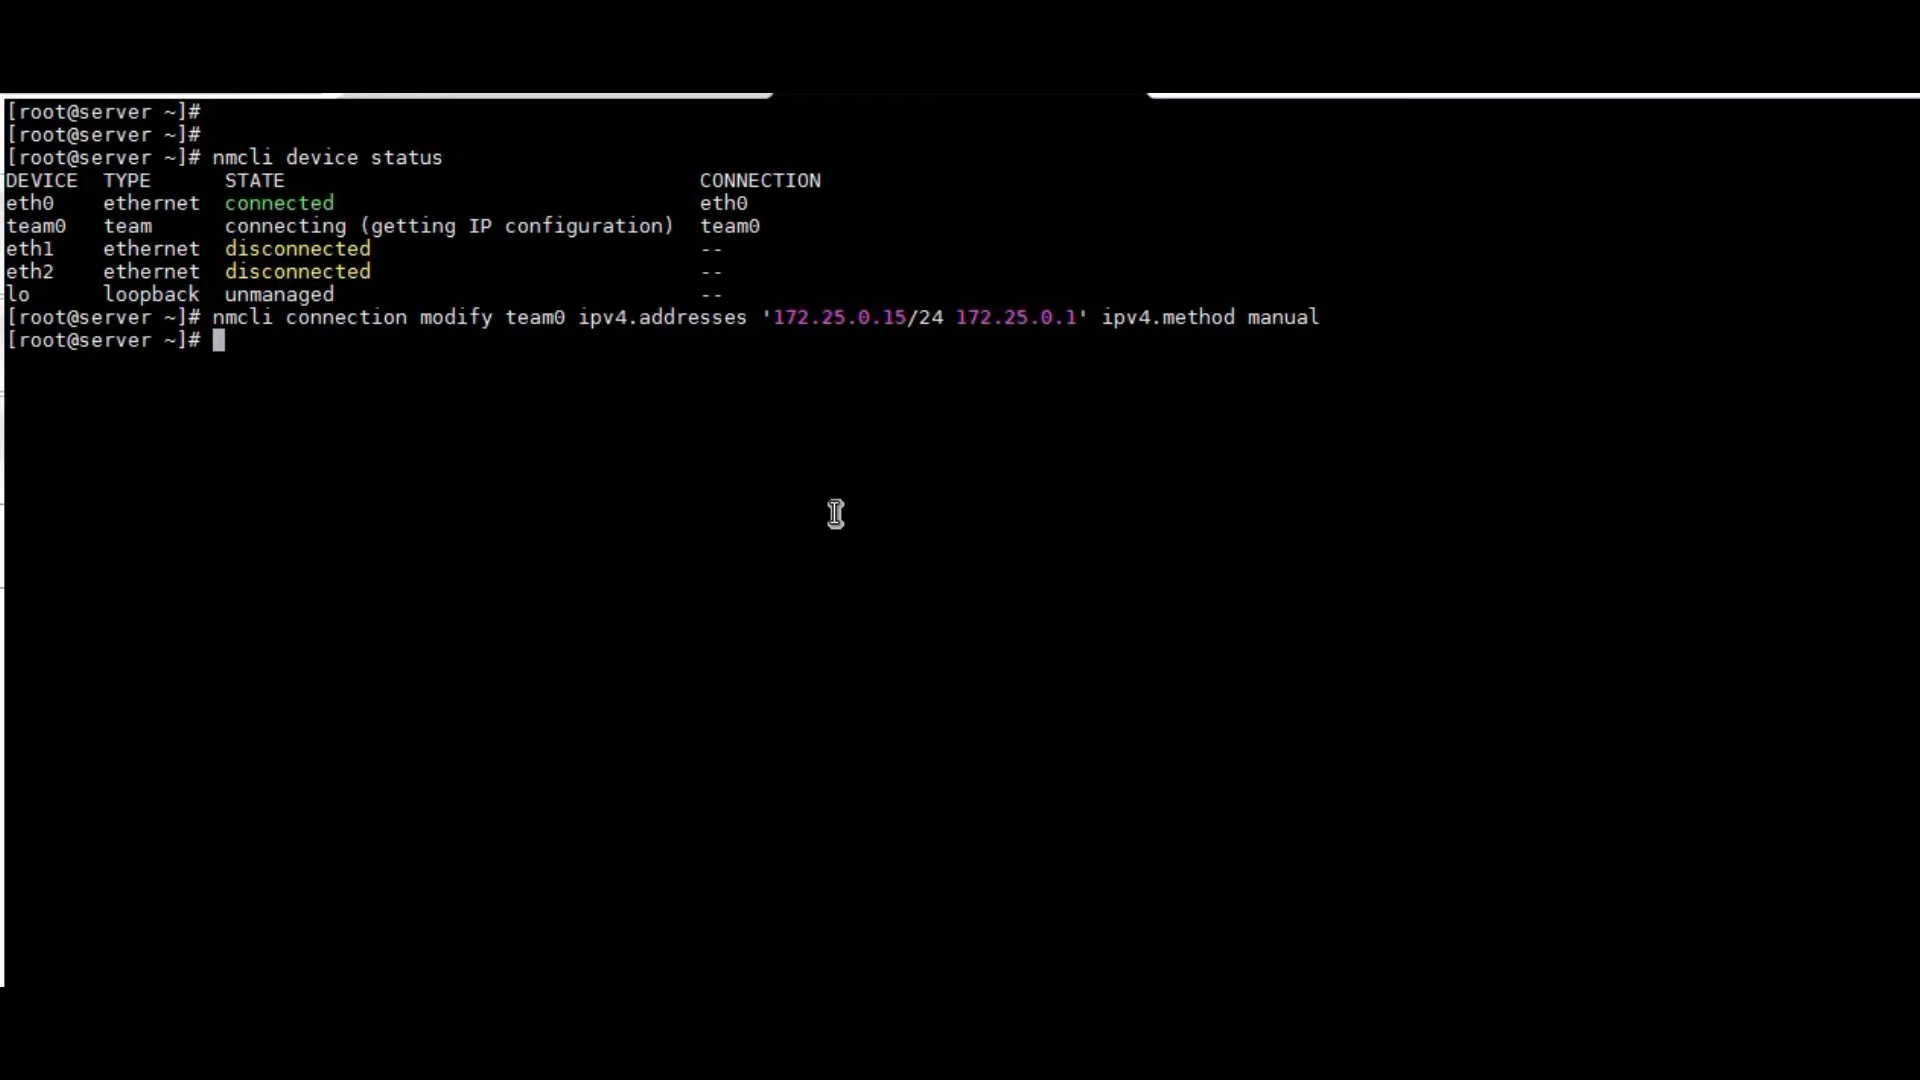 [root@server ~]#
[root@server ~]#
[root@server ~]# nmcli device status
DEVICE  TYPE      STATE                                  CONNECTION
eth0    ethernet  connected                              eth0
team0   team      connecting (getting IP configuration)  team0
eth1    ethernet  disconnected                           --
eth2    ethernet  disconnected                           --
lo      loopback  unmanaged                              --
[root@server ~]# nmcli connection modify team0 ipv4.addresses '172.25.0.15/24 172.25.0.1' ipv4.method manual
[root@server ~]#